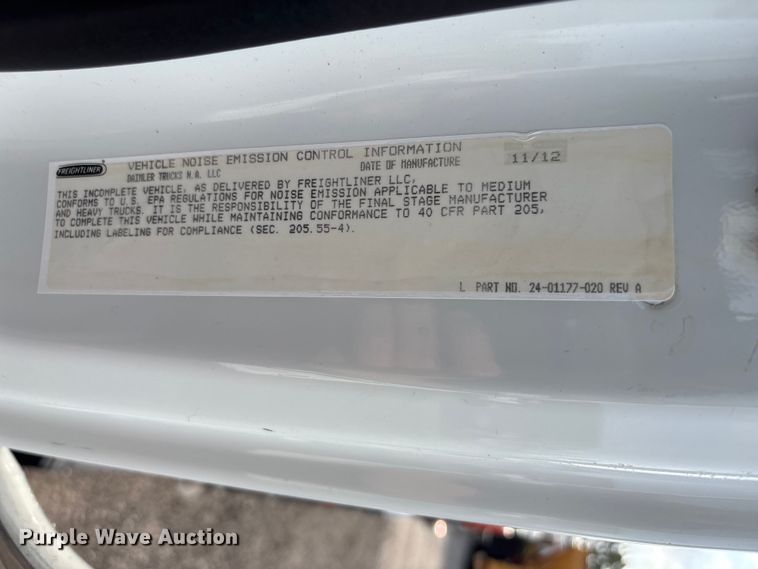 FREIGHTLINER
VEHICLE NOISE EMISSION CONTROL INFORMATION
DAIMLER TRUCKS N.A. LLC DATE OF MANUFACTURE 11/12
THIS INCOMPLETE VEHICLE, AS DELIVERED BY FREIGHTLINER LLC,
CONFORMS TO U.S. EPA REGULATIONS FOR NOISE EMISSION APPLICABLE TO MEDIUM
AND HEAVY TRUCKS. IT IS THE RESPONSIBILITY OF THE FINAL STAGE MANUFACTURER
TO COMPLETE THIS VEHICLE WHILE MAINTAINING CONFORMANCE TO 40 CFR PART 205,
INCLUDING LABELING FOR COMPLIANCE (SEC. 205.55-4).
L PART NO. 24-01177-020 REV A
Purple Wave Auction